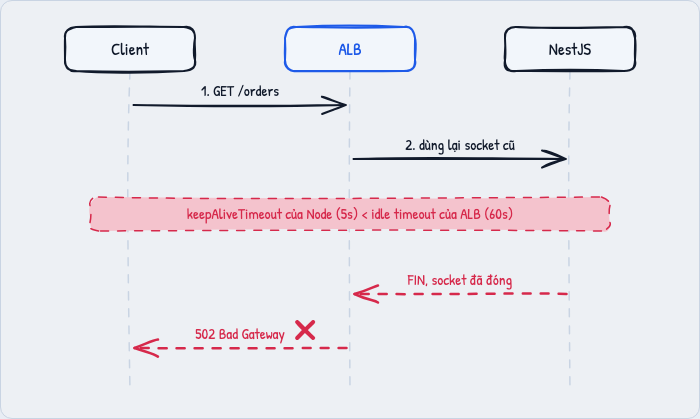 Client
ALB
NestJS
1. GET /orders
2. dùng lại socket cũ
keepAliveTimeout của Node (5s) < idle timeout của ALB (60s)
FIN, socket đã đóng
502 Bad Gateway